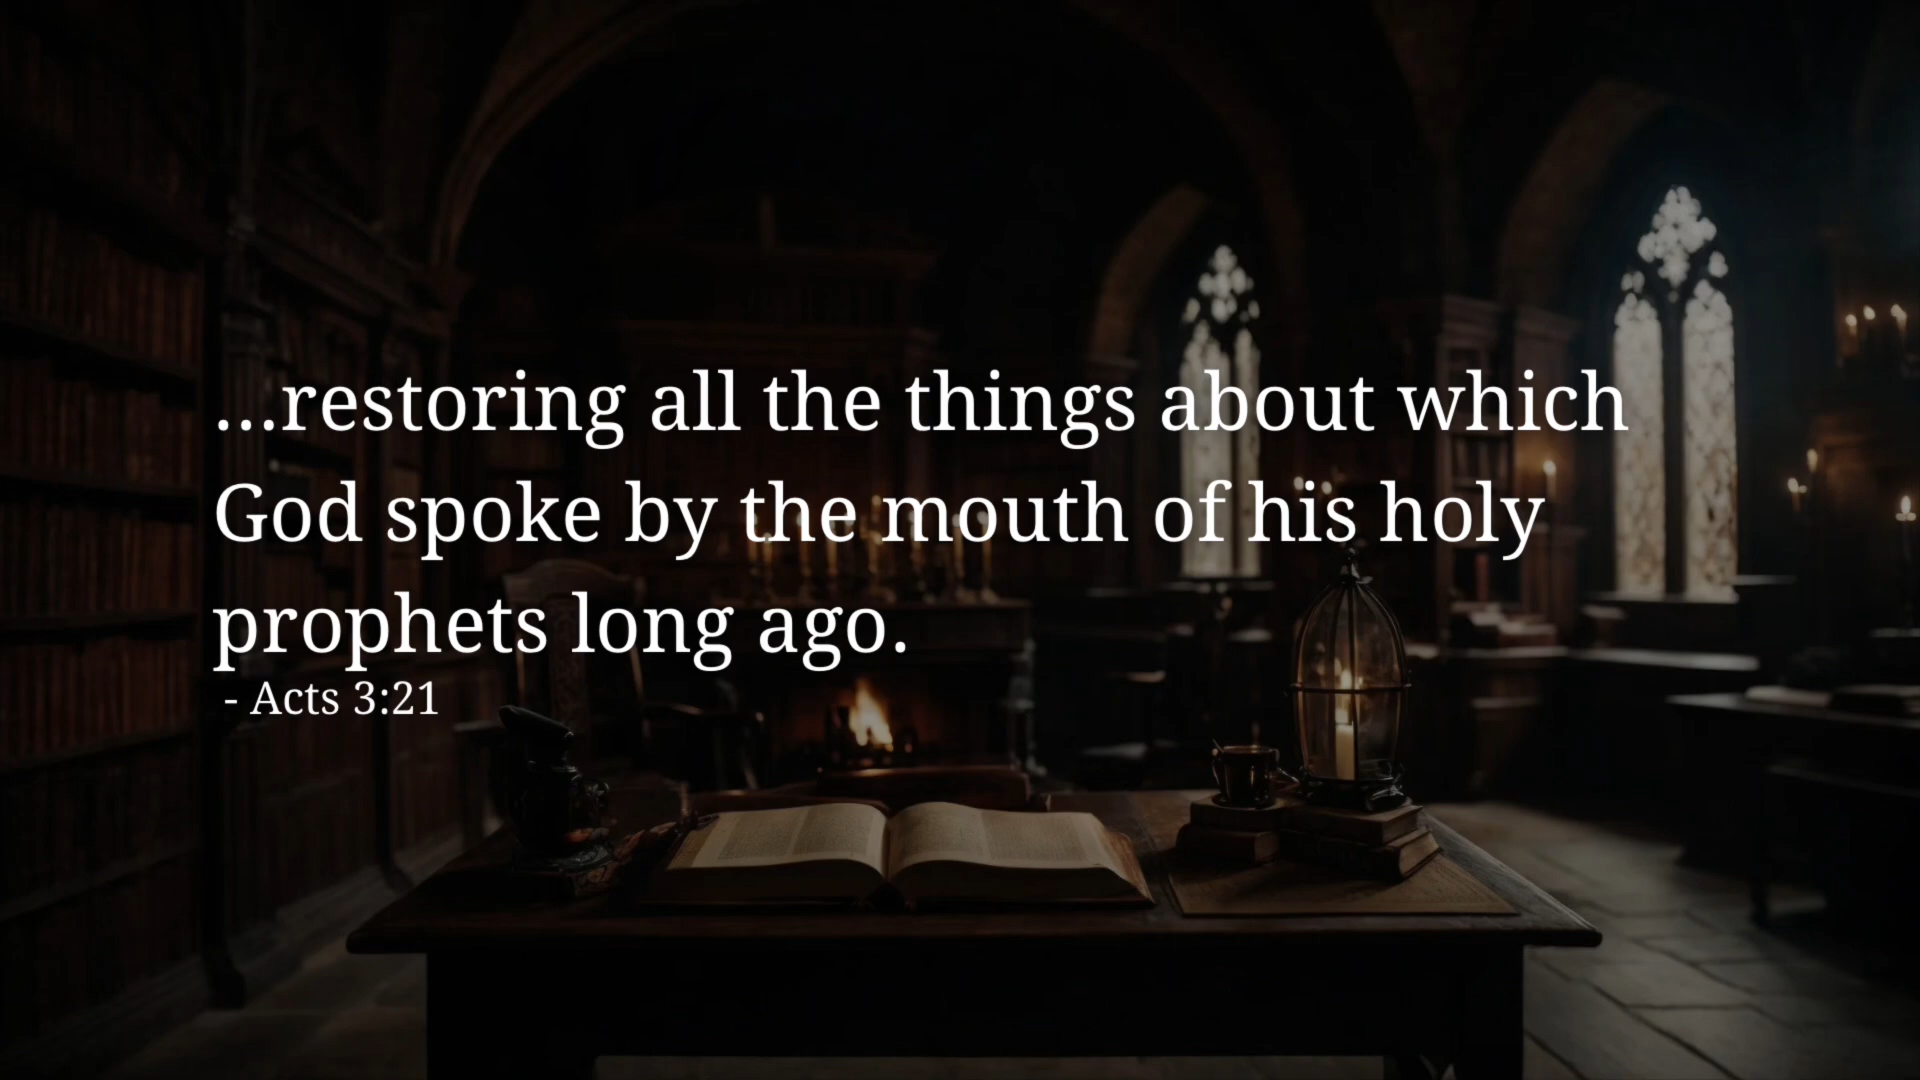 ...restoring all the things about which
God spoke by the mouth of his holy
prophets long ago.
- Acts 3:21